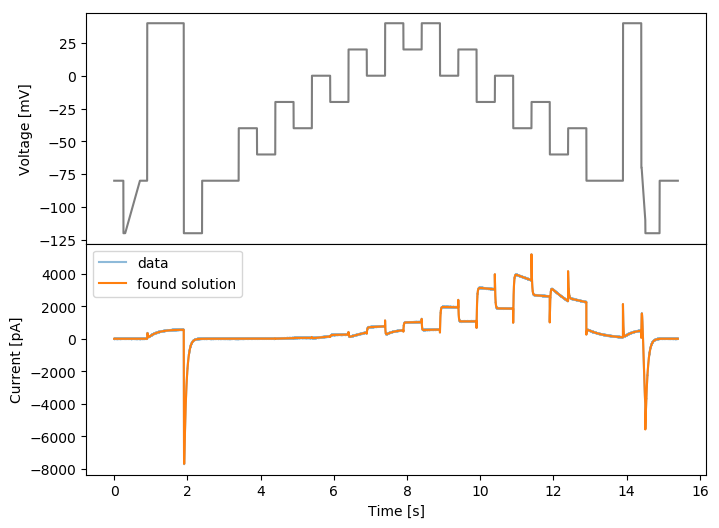 25
0
−25
−50
−75
−100
−125
Voltage [mV]
data
found solution
4000
2000
0
−2000
−4000
−6000
−8000
Current [pA]
0 2 4 6 8 10 12 14 16
Time [s]